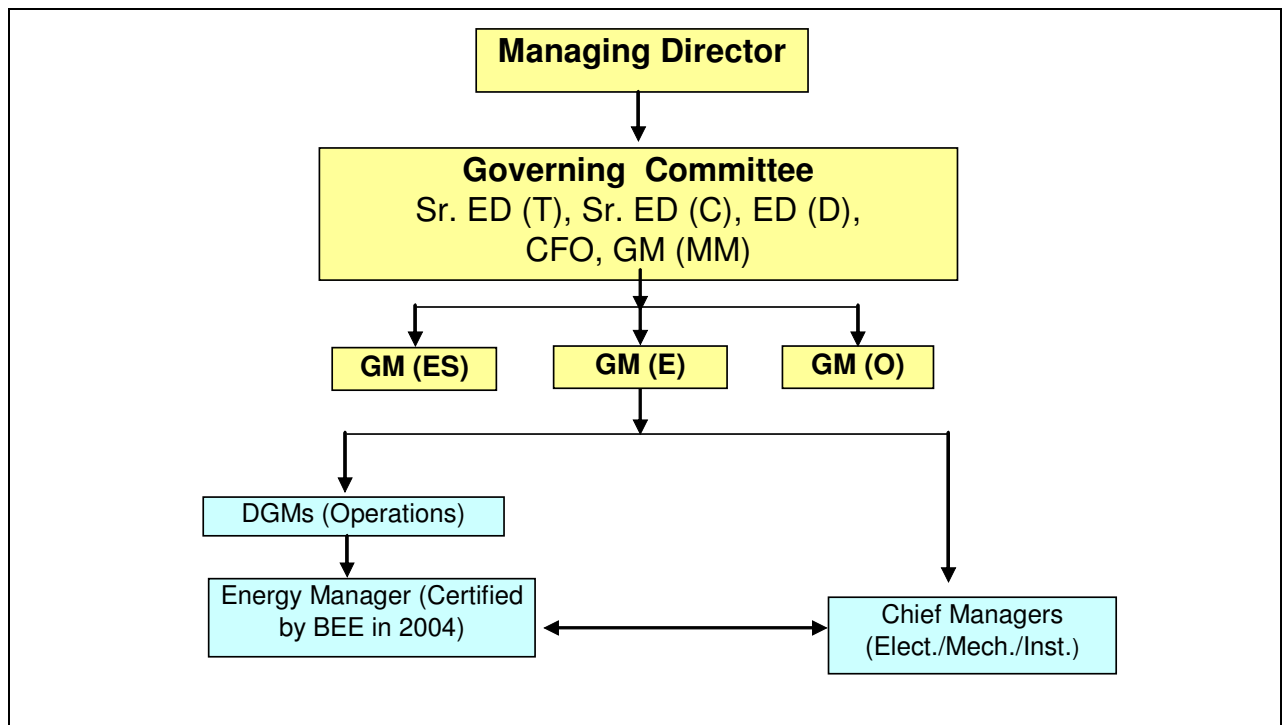 Managing Director
Governing Committee
Sr. ED (T), Sr. ED (C), ED (D),
CFO, GM (MM)
GM (ES)
GM (E)
GM (O)
DGMs (Operations)
Energy Manager (Certified
by BEE in 2004)
Chief Managers
(Elect./Mech./Inst.)